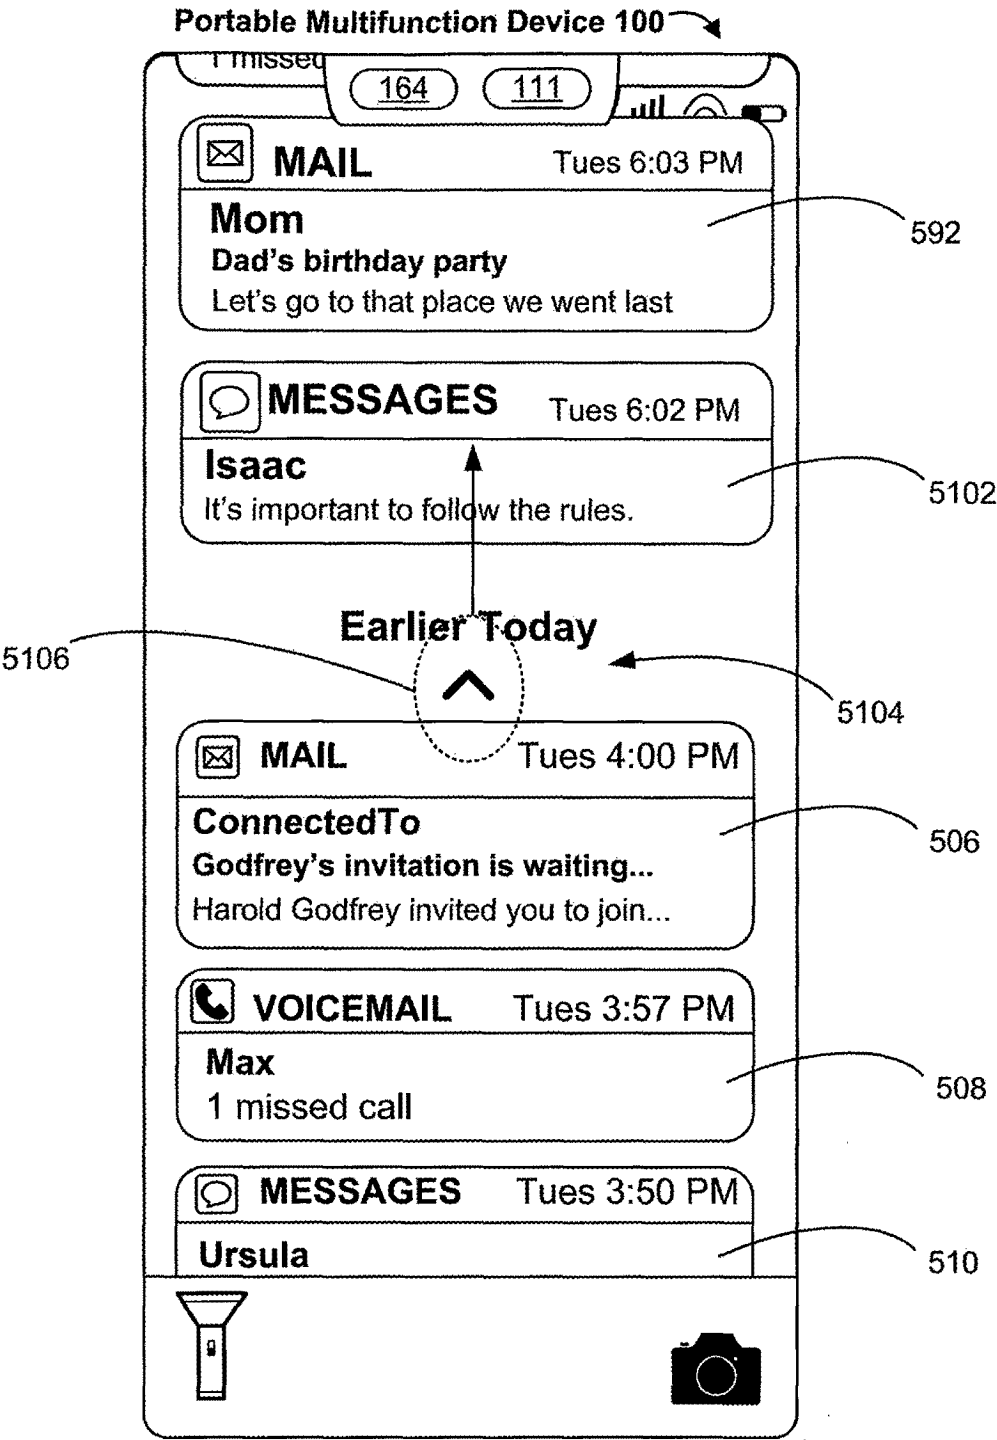 Portable Multifunction Device 100
1 missed
164 111
MAIL Tues 6:03 PM
Mom
592
Dad's birthday party
Let's go to that place we went last
MESSAGES Tues 6:02 PM
Isaac
5102
It's important to follow the rules.
Earlier Today
5106
5104
MAIL Tues 4:00 PM
ConnectedTo
506
Godfrey's invitation is waiting...
Harold Godfrey invited you to join...
VOICEMAIL Tues 3:57 PM
Max
508
1 missed call
MESSAGES Tues 3:50 PM
Ursula
510